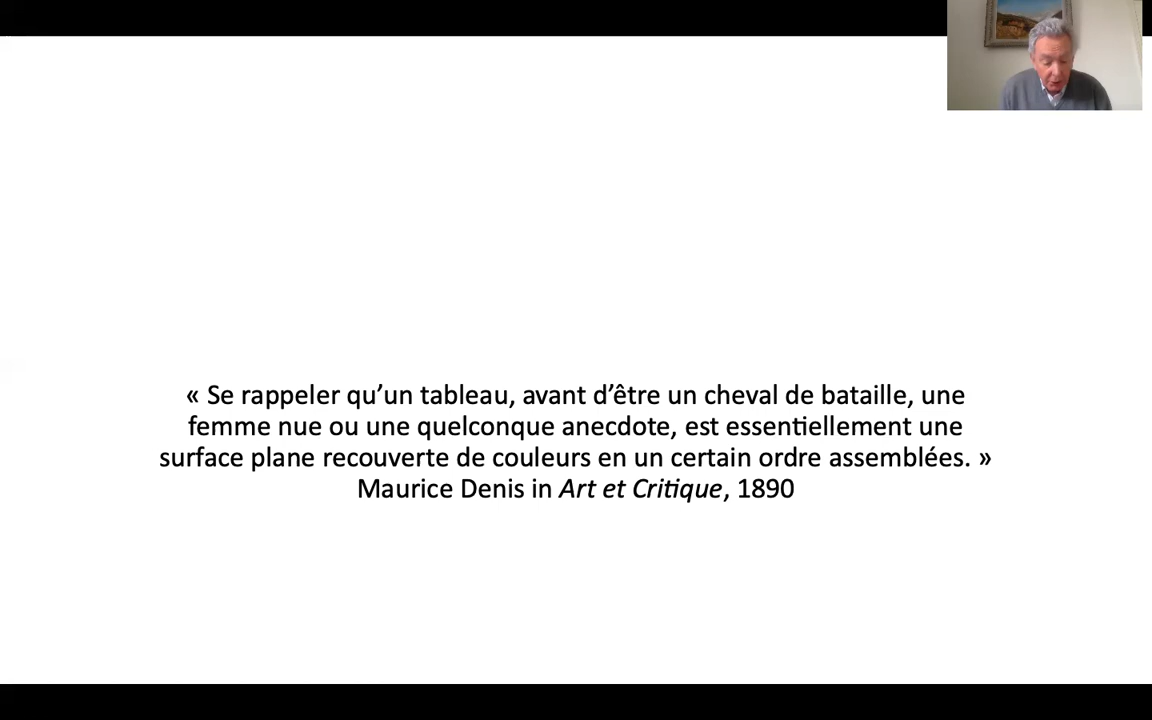 « Se rappeler qu’un tableau, avant d’être un cheval de bataille, une
femme nue ou une quelconque anecdote, est essentiellement une
surface plane recouverte de couleurs en un certain ordre assemblées. »
Maurice Denis in Art et Critique, 1890